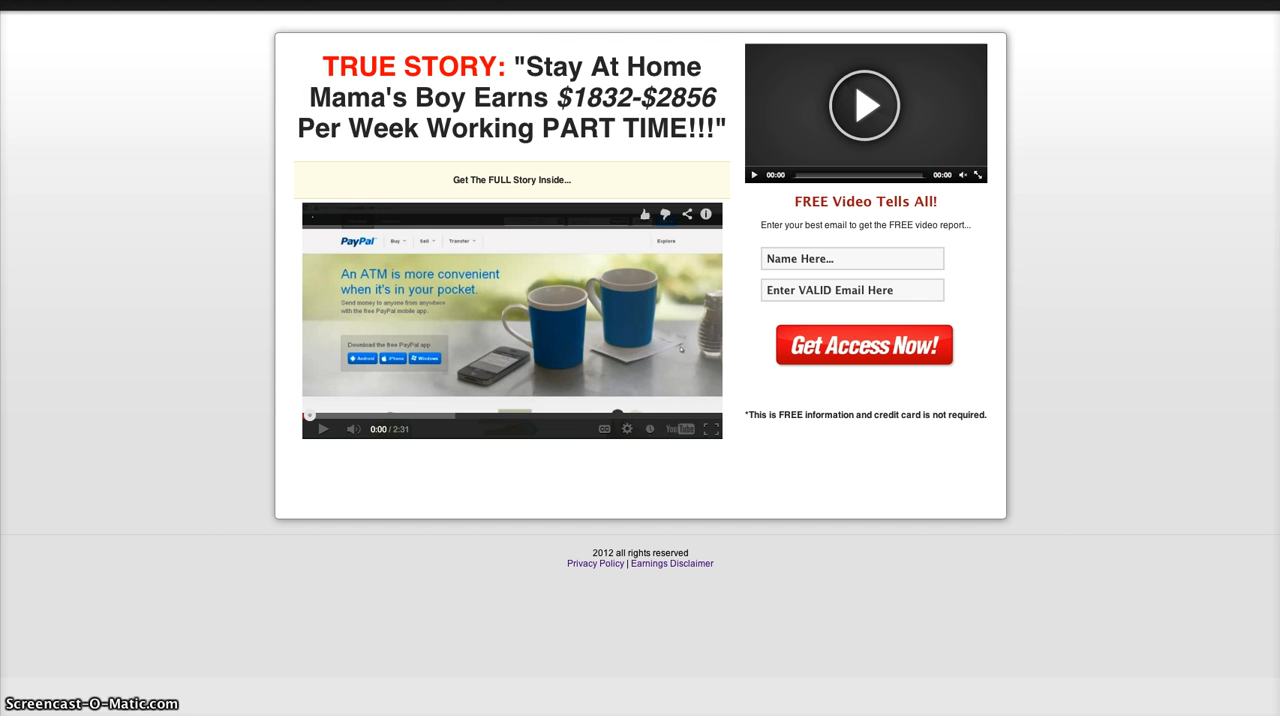 TRUE STORY: "Stay At Home
Mama's Boy Earns $1832-$2856
Per Week Working PART TIME!!!"
Get The FULL Story Inside...
PayPal
Buy
Sell
Transfer
Explore
An ATM is more convenient
when it's in your pocket.
Send money to anyone from anywhere
with the free PayPal mobile app.
Download the free PayPal app
Android
iPhone
Windows
0:00 / 2:31
CC
YouTube
00:00
00:00
FREE Video Tells All!
Enter your best email to get the FREE video report...
Name Here...
Enter VALID Email Here
Get Access Now!
*This is FREE information and credit card is not required.
2012 all rights reserved
Privacy Policy | Earnings Disclaimer
Screencast-O-Matic.com